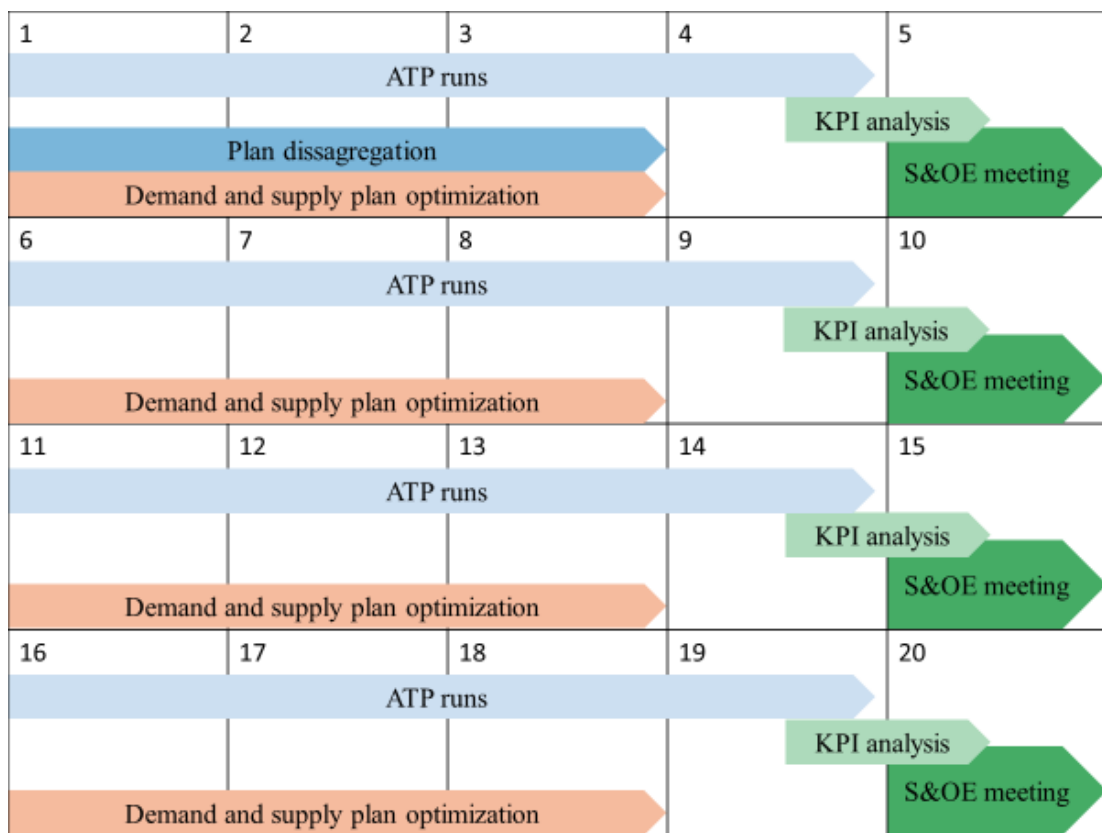 1 2 3 4 5
ATP runs
KPI analysis
Plan dissagregation
S&OE meeting
Demand and supply plan optimization
6 7 8 9 10
ATP runs
KPI analysis
S&OE meeting
Demand and supply plan optimization
11 12 13 14 15
ATP runs
KPI analysis
S&OE meeting
Demand and supply plan optimization
16 17 18 19 20
ATP runs
KPI analysis
S&OE meeting
Demand and supply plan optimization